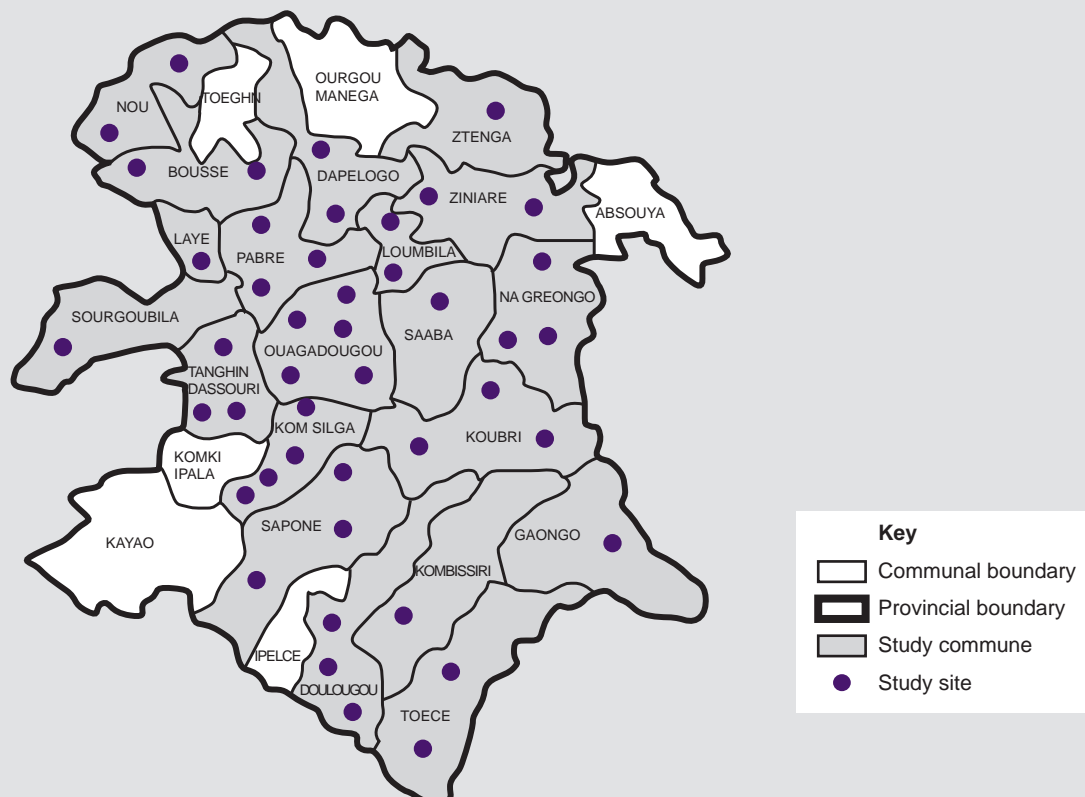 OURGOU
MANEGA
TOEGHN
NOU
ZTENGA
BOUSSE
DAPELOGO
ZINIARE
ABSOUYA
LAYE
PABRE
LOUMBILA
NA GREONGO
SOURGOUBILA
SAABA
OUAGADOUGOU
TANGHIN
DASSOURI
KOM SILGA
KOUBRI
KOMKI
IPALA
SAPONE
GAONGO
KAYAO
KOMBISSIRI
IPELCE
DOULOUGOU
TOECE
Key
Communal boundary
Provincial boundary
Study commune
Study site